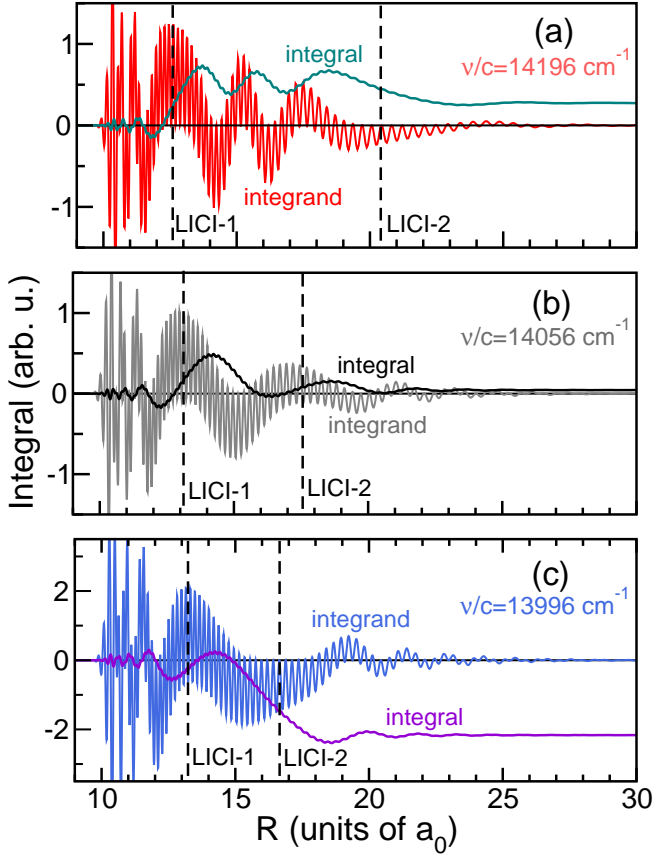 (a)
integral
ν/c=14196 cm⁻¹
1
0
-1
integrand
LICI-1
LICI-2
(b)
ν/c=14056 cm⁻¹
1
0
-1
integral
integrand
LICI-1
LICI-2
Integral (arb. u.)
(c)
ν/c=13996 cm⁻¹
2
0
-2
integrand
integral
LICI-1
LICI-2
10 15 20 25 30
R (units of a₀)